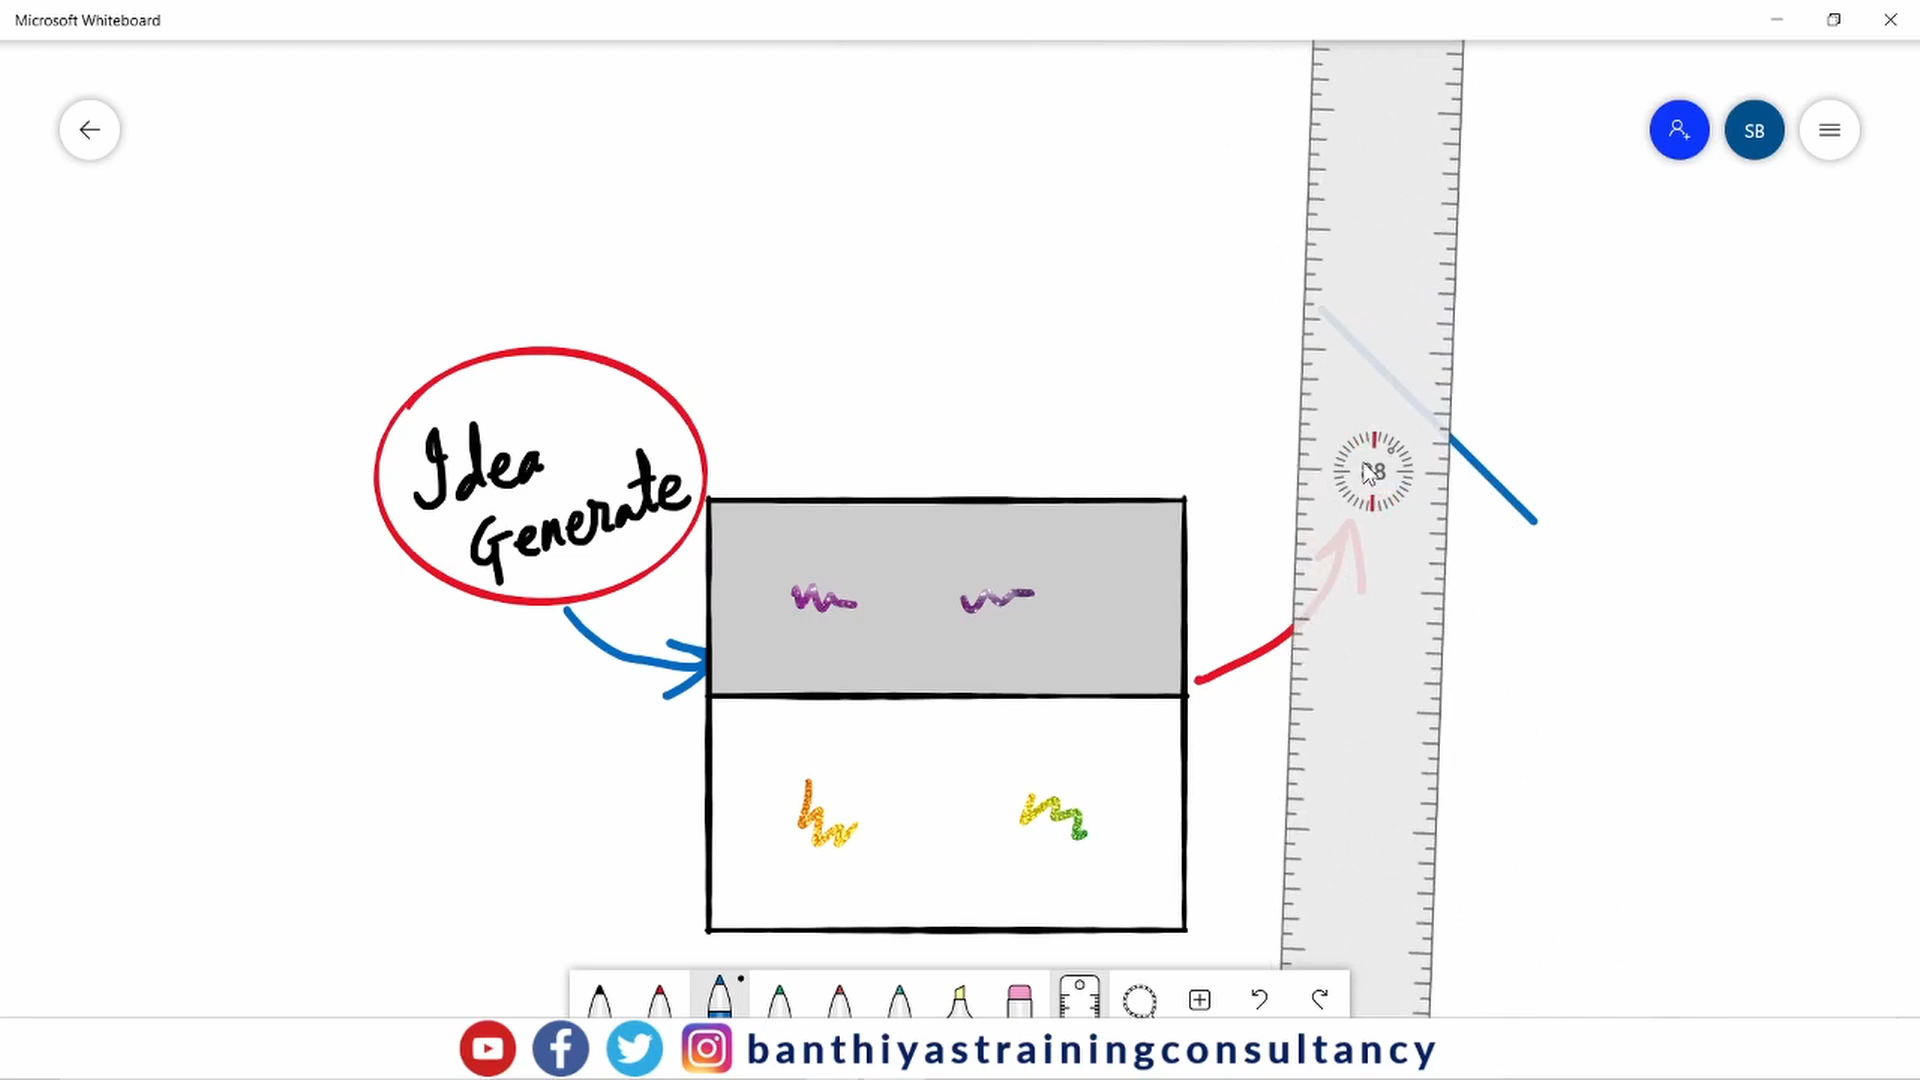 Microsoft Whiteboard
SB
Idea
Generate
banthiyastrainingconsultancy